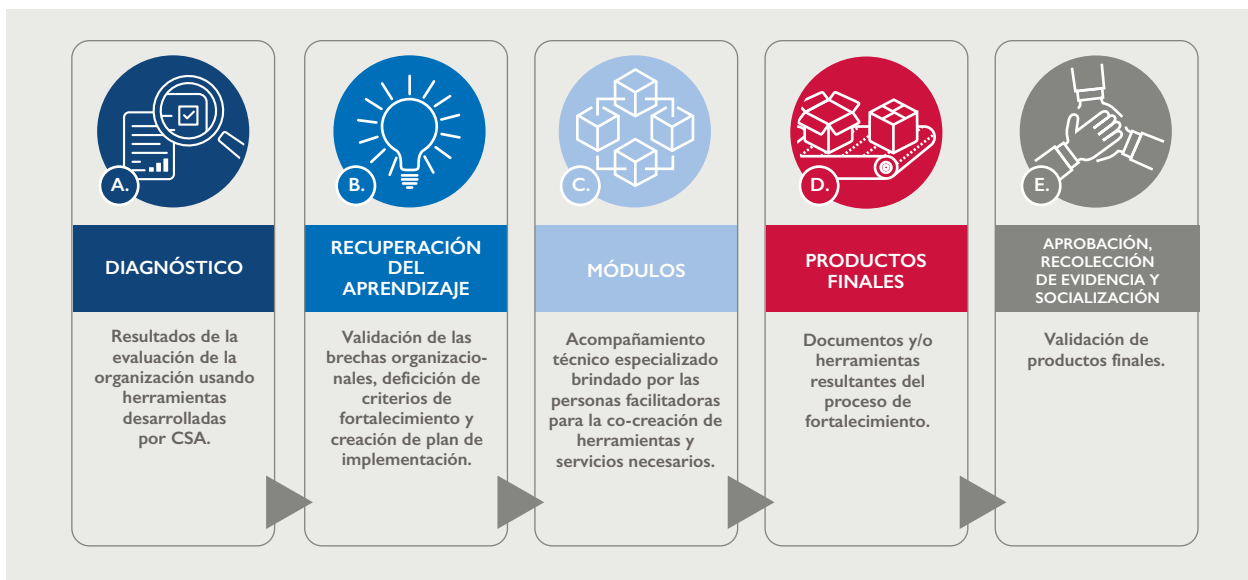 A.
DIAGNÓSTICO
Resultados de la
evaluación de la
organización usando
herramientas
desarrolladas
por CSA.
B.
RECUPERACIÓN
DEL
APRENDIZAJE
Validación de las
brechas organizacio-
nales, deficición de
criterios de
fortalecimiento y
creación de plan de
implementación.
C.
MÓDULOS
Acompañamiento
técnico especializado
brindado por las
personas facilitadoras
para la co-creación de
herramientas y
servicios necesarios.
D.
PRODUCTOS
FINALES
Documentos y/o
herramientas
resultantes del
proceso de
fortalecimiento.
E.
APROBACIÓN,
RECOLECCIÓN
DE EVIDENCIA Y
SOCIALIZACIÓN
Validación de
productos finales.